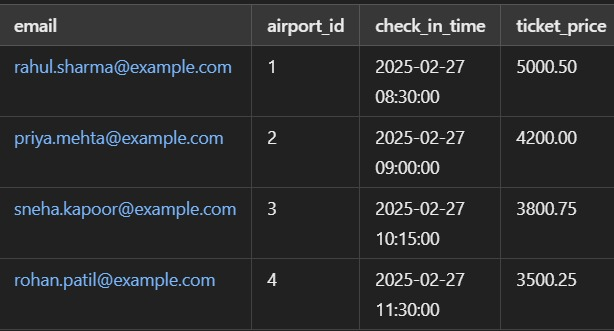 email airport_id check_in_time ticket_price
rahul.sharma@example.com 1 2025-02-27 5000.50
08:30:00
priya.mehta@example.com 2 2025-02-27 4200.00
09:00:00
sneha.kapoor@example.com 3 2025-02-27 3800.75
10:15:00
rohan.patil@example.com 4 2025-02-27 3500.25
11:30:00